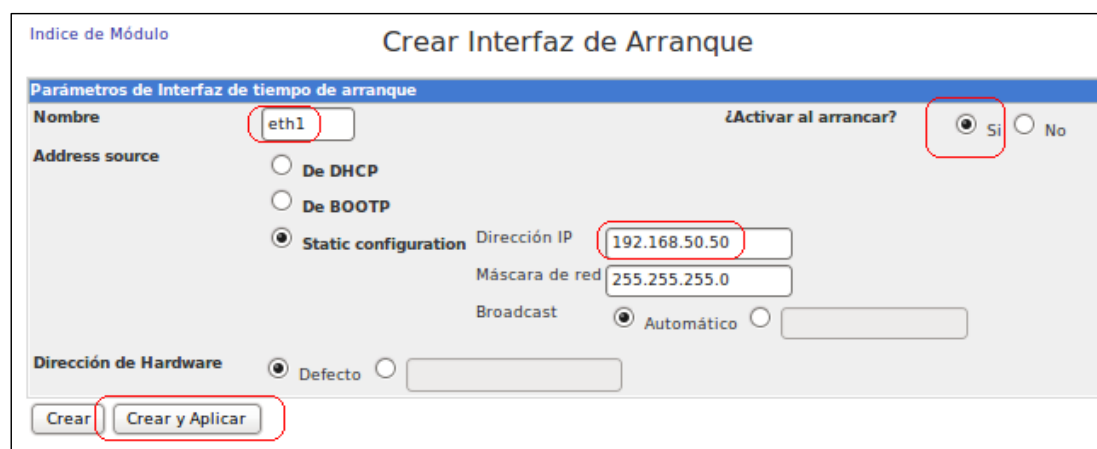 Indice de Módulo
Crear Interfaz de Arranque
Parámetros de Interfaz de tiempo de arranque
Nombre eth1 ¿Activar al arrancar? Si No
Address source De DHCP
De BOOTP
Static configuration Dirección IP 192.168.50.50
Máscara de red 255.255.255.0
Broadcast Automático
Dirección de Hardware Defecto
Crear Crear y Aplicar